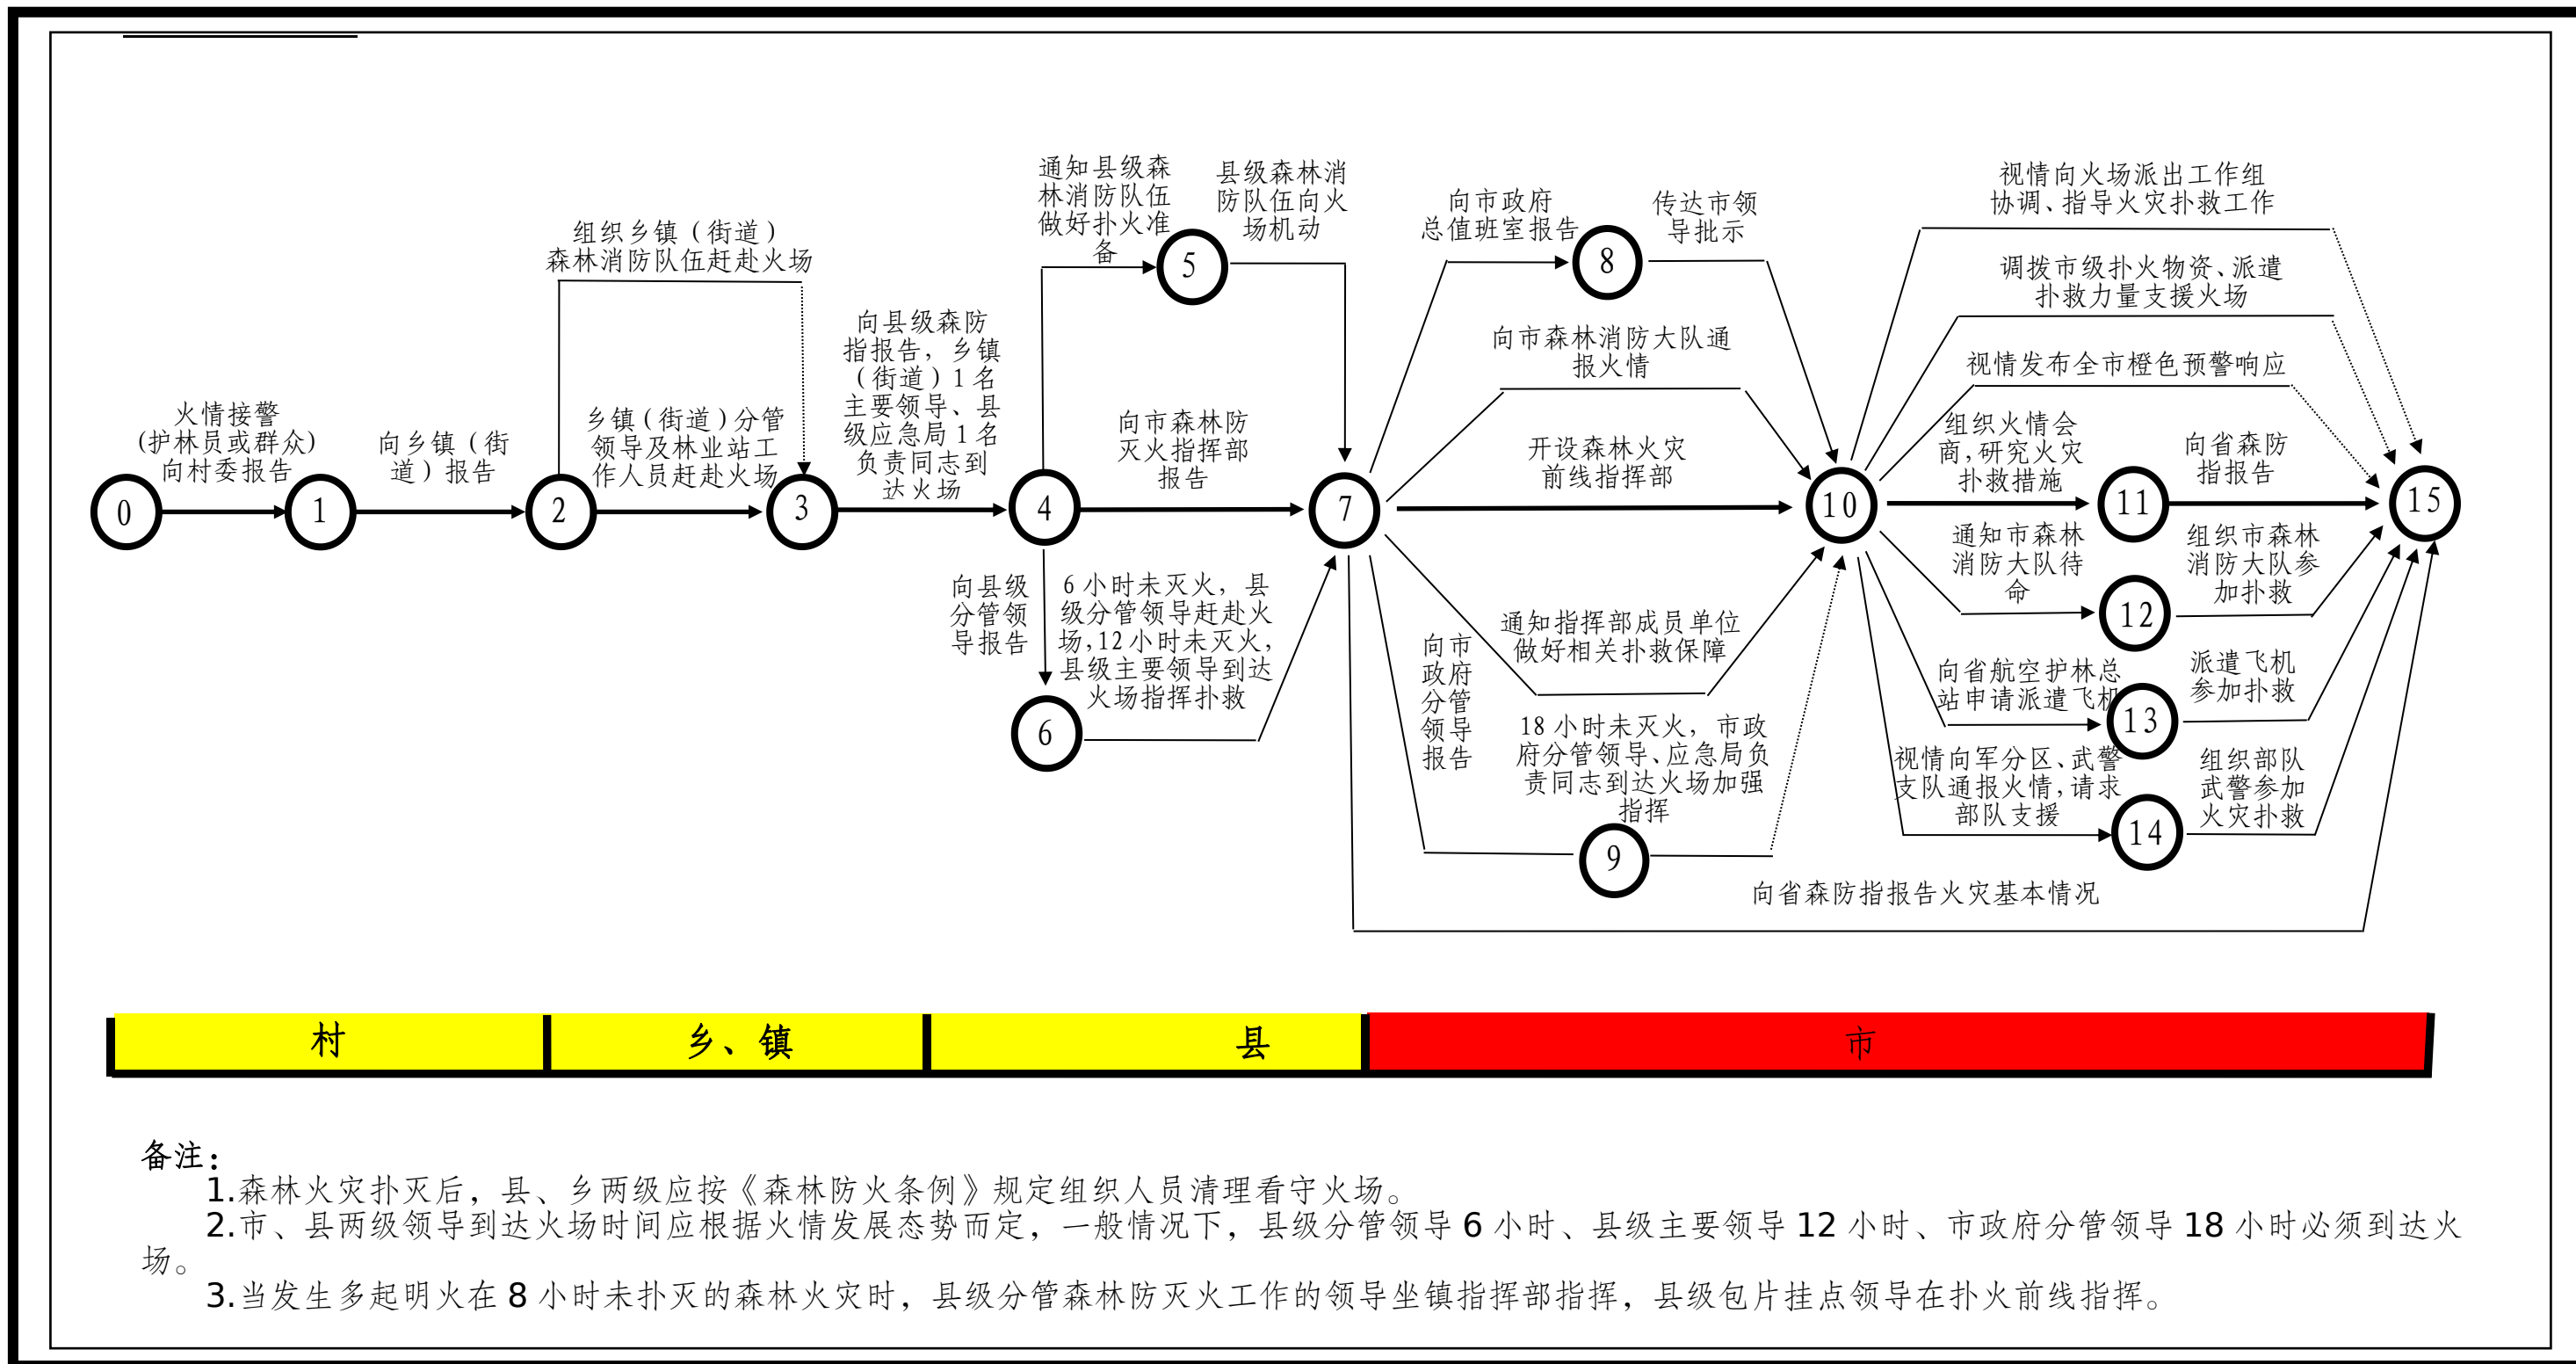 火情接警
(护林员或群众)
向村委报告
向乡镇（街
道）报告
组织乡镇（街道）
森林消防队伍赶赴火场
乡镇（街道）分管
领导及林业站工
作人员赶赴火场
向县级森防
指报告，乡镇
（街道）1名
主要领导、县
级应急局1名
负责同志到
达火场
通知县级森
林消防队伍
做好扑火准
备
县级森林消
防队伍向火
场机动
向市森林防
灭火指挥部
报告
向县级
分管领
导报告
6小时未灭火，县
级分管领导赶赴火
场,12小时未灭火,
县级主要领导到达
火场指挥扑救
向市政府
总值班室报告
传达市领
导批示
向市森林消防大队通
报火情
开设森林火灾
前线指挥部
通知指挥部成员单位
做好相关扑救保障
向市
政府
分管
领导
报告
18小时未灭火，市政
府分管领导、应急局负
责同志到达火场加强
指挥
向省森防指报告火灾基本情况
视情向火场派出工作组
协调、指导火灾扑救工作
调拨市级扑火物资、派遣
扑救力量支援火场
视情发布全市橙色预警响应
组织火情会
商,研究火灾
扑救措施
向省森防
指报告
通知市森林
消防大队待
命
组织市森林
消防大队参
加扑救
向省航空护林总
站申请派遣飞机
派遣飞机
参加扑救
视情向军分区、武警
支队通报火情,请求
部队支援
组织部队
武警参加
火灾扑救
0
1
2
3
4
5
6
7
8
9
10
11
12
13
14
15
村
乡、镇
县
市
备注：
1.森林火灾扑灭后，县、乡两级应按《森林防火条例》规定组织人员清理看守火场。
2.市、县两级领导到达火场时间应根据火情发展态势而定，一般情况下，县级分管领导 6 小时、县级主要领导 12 小时、市政府分管领导 18 小时必须到达火
场。
3.当发生多起明火在 8 小时未扑灭的森林火灾时，县级分管森林防灭火工作的领导坐镇指挥部指挥，县级包片挂点领导在扑火前线指挥。